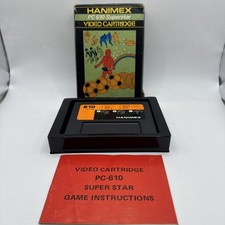 HANIMEX
PC 610 Superstar
VIDEO CARTRIDGE
610
HANIMEX
VIDEO CARTRIDGE
PC-610
SUPER STAR
GAME INSTRUCTIONS